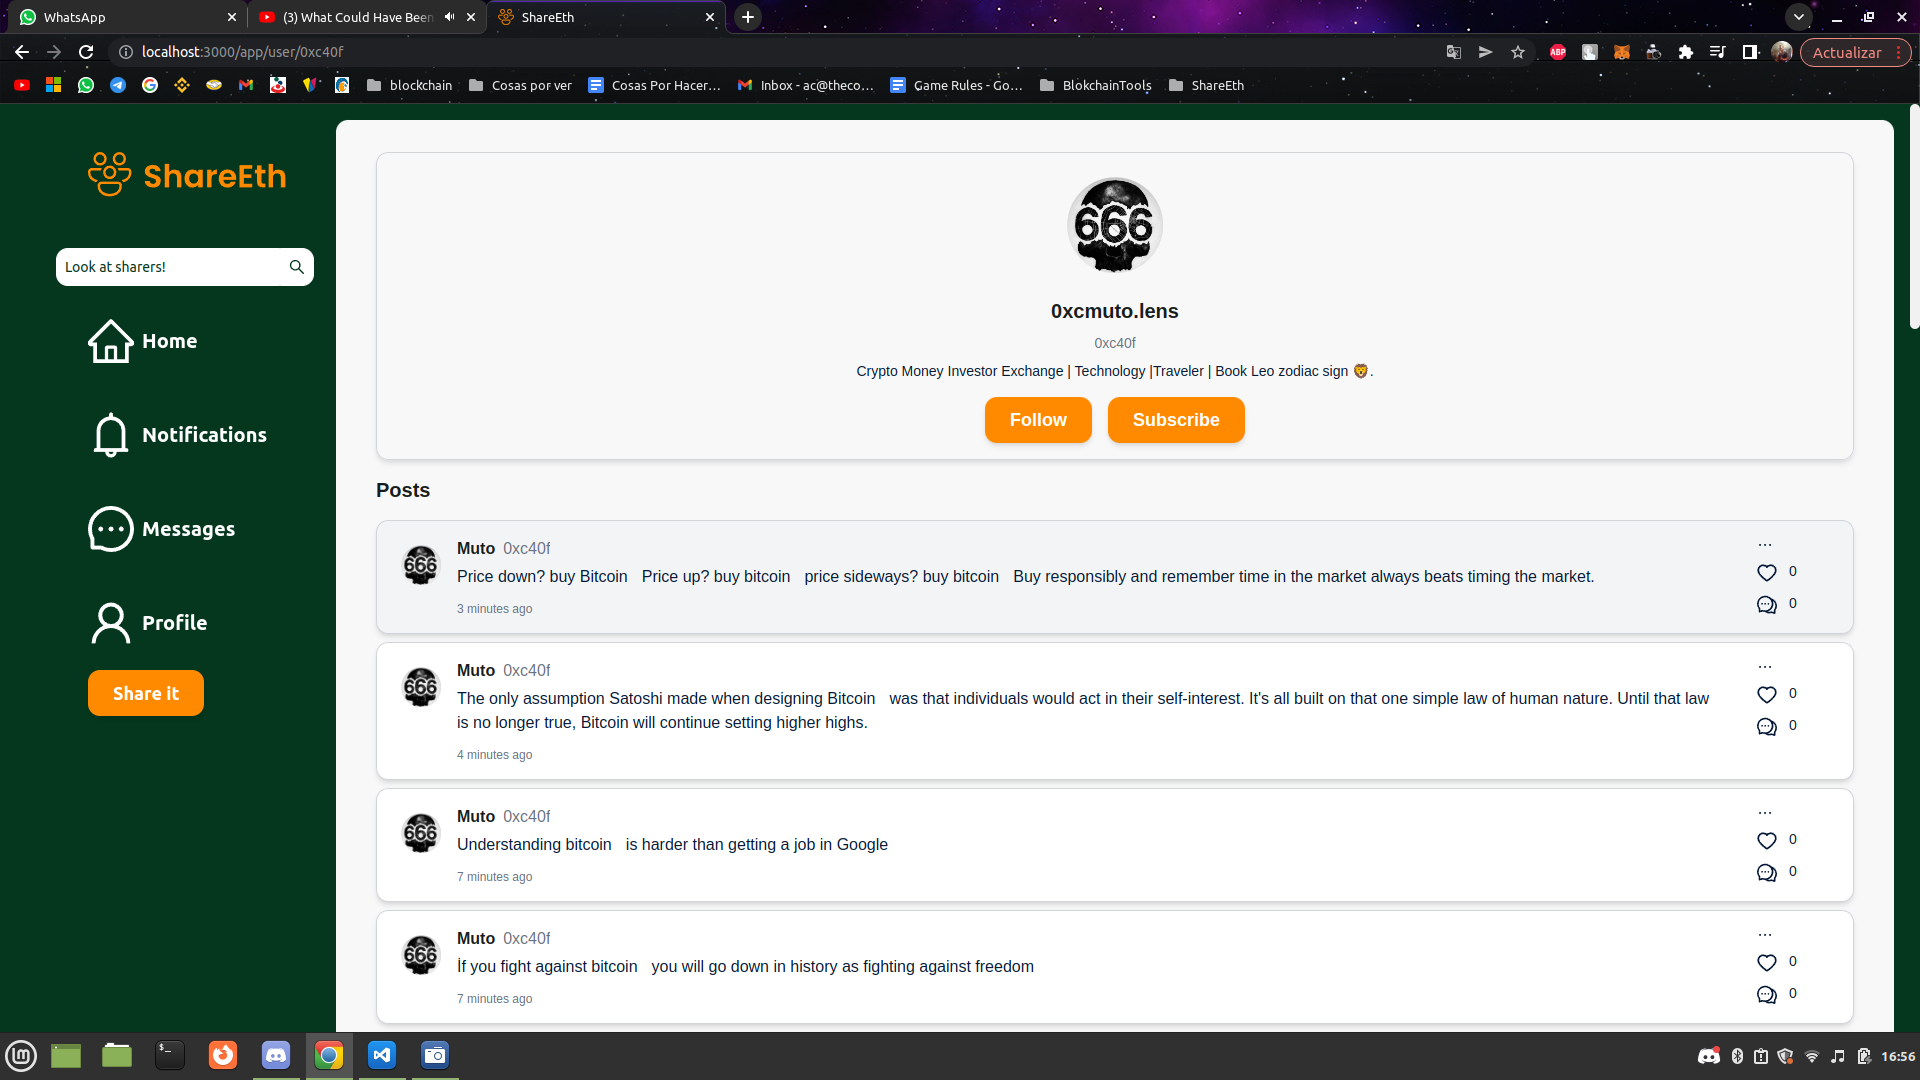 WhatsApp
(3) What Could Have Been
ShareEth
localhost:3000/app/user/0xc40f
ABP
Actualizar
blockchain
Cosas por ver
Cosas Por Hacer...
Inbox - ac@theco...
Game Rules - Go...
BlokchainTools
ShareEth
ShareEth
Look at sharers!
Home
Notifications
Messages
Profile
Share it
666
0xcmuto.lens
0xc40f
Crypto Money Investor Exchange | Technology |Traveler | Book Leo zodiac sign 🦁.
Follow
Subscribe
Posts
666
Muto 0xc40f
Price down? buy Bitcoin Price up? buy bitcoin price sideways? buy bitcoin Buy responsibly and remember time in the market always beats timing the market.
3 minutes ago
...
0
0
666
Muto 0xc40f
The only assumption Satoshi made when designing Bitcoin was that individuals would act in their self-interest. It's all built on that one simple law of human nature. Until that law
is no longer true, Bitcoin will continue setting higher highs.
4 minutes ago
...
0
0
666
Muto 0xc40f
Understanding bitcoin is harder than getting a job in Google
7 minutes ago
...
0
0
666
Muto 0xc40f
İf you fight against bitcoin you will go down in history as fighting against freedom
7 minutes ago
...
0
0
16:56